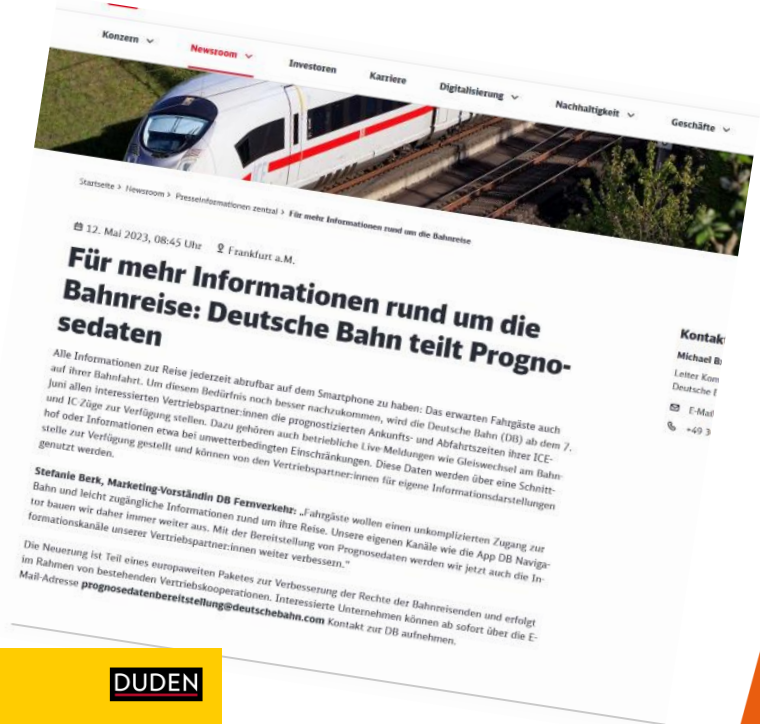 Konzern
Newsroom
Investoren
Karriere
Digitalisierung
Nachhaltigkeit
Geschäfte
Startseite > Newsroom > Presseinformationen zentral > Für mehr Informationen rund um die Bahnreise
12. Mai 2023, 08:45 Uhr
Frankfurt a.M.
Für mehr Informationen rund um die
Bahnreise: Deutsche Bahn teilt Progno-
sedaten
Alle Informationen zur Reise jederzeit abrufbar auf dem Smartphone zu haben: Das erwarten Fahrgäste auch
auf ihrer Bahnfahrt. Um diesem Bedürfnis noch besser nachzukommen, wird die Deutsche Bahn (DB) ab dem 7.
Juni allen interessierten Vertriebspartner:innen die prognostizierten Ankunfts- und Abfahrtszeiten ihrer ICE-
und IC-Züge zur Verfügung stellen. Dazu gehören auch betriebliche Live-Meldungen wie Gleiswechsel am Bahn-
hof oder Informationen etwa bei unwetterbedingten Einschränkungen. Diese Daten werden über eine Schnitt-
stelle zur Verfügung gestellt und können von den Vertriebspartner:innen für eigene Informationsdarstellungen
genutzt werden.
Stefanie Berk, Marketing-Vorständin DB Fernverkehr: „Fahrgäste wollen einen unkomplizierten Zugang zur
Bahn und leicht zugängliche Informationen rund um ihre Reise. Unsere eigenen Kanäle wie die App DB Naviga-
tor bauen wir daher immer weiter aus. Mit der Bereitstellung von Prognosedaten werden wir jetzt auch die In-
formationskanäle unserer Vertriebspartner:innen weiter verbessern."
Die Neuerung ist Teil eines europaweiten Paketes zur Verbesserung der Rechte der Bahnreisenden und erfolgt
im Rahmen von bestehenden Vertriebskooperationen. Interessierte Unternehmen können ab sofort über die E-
Mail-Adresse prognosedatenbereitstellung@deutschebahn.com Kontakt zur DB aufnehmen.
Kontak
Michael B
Leiter Kom
Deutsche
E-Mail
+49 3
DUDEN